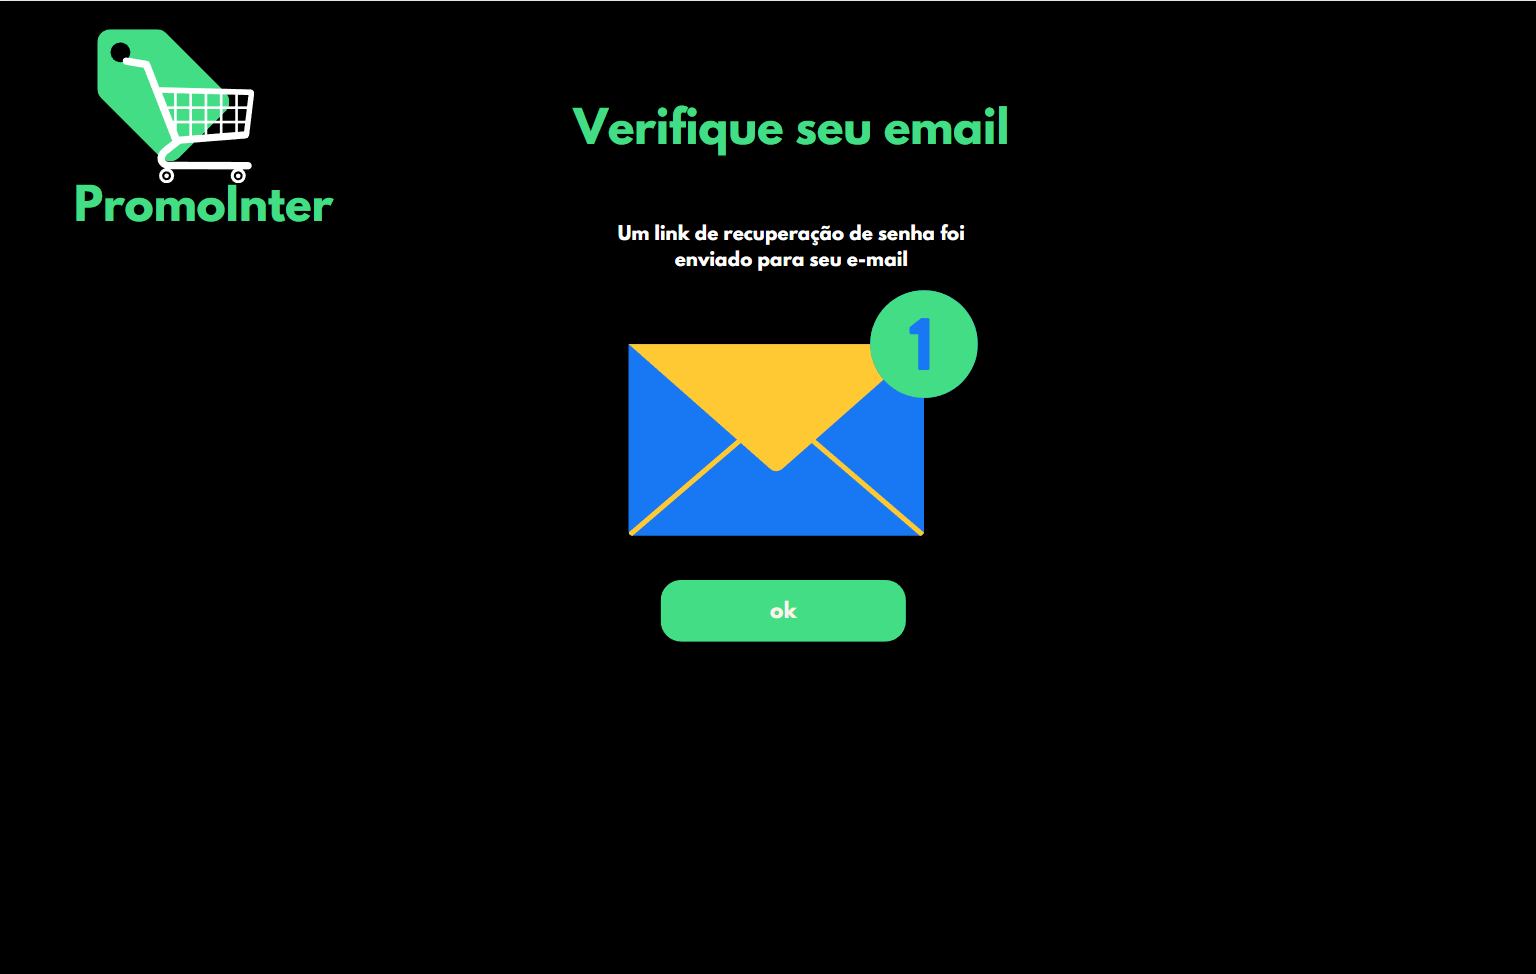 PromoInter
Verifique seu email
Um link de recuperação de senha foi
enviado para seu e-mail
1
ok